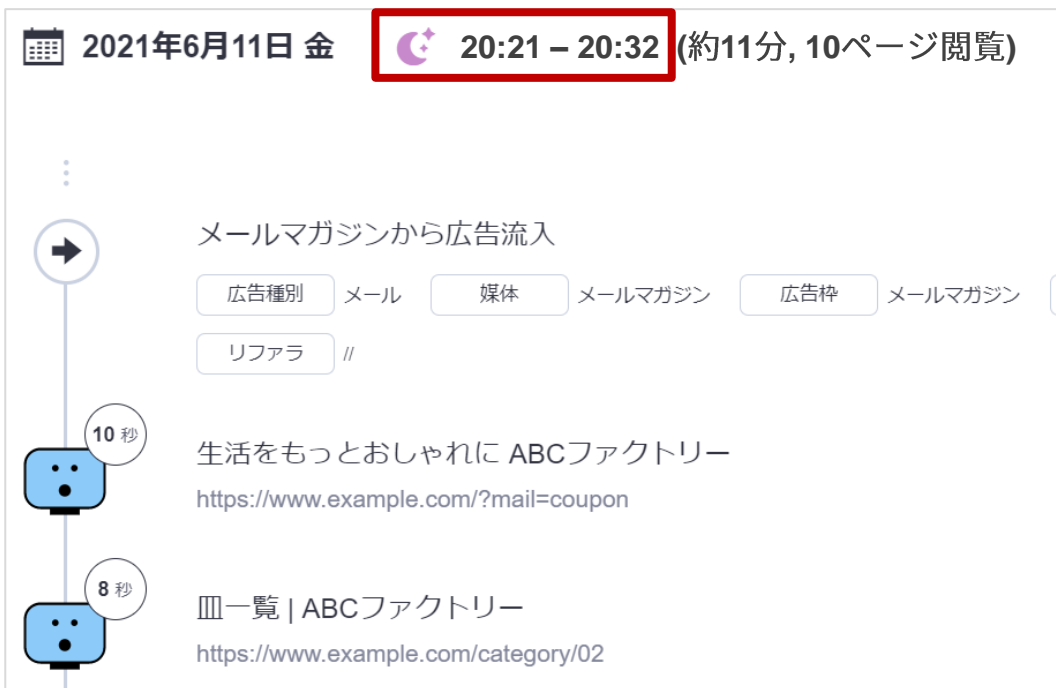 2021年6月11日 金 20:21 – 20:32 (約11分, 10ページ閲覧)
メールマガジンから広告流入
広告種別 メール 媒体 メールマガジン 広告枠 メールマガジン
リファラ //
10 秒
生活をもっとおしゃれに ABCファクトリー
https://www.example.com/?mail=coupon
8 秒
皿一覧 | ABCファクトリー
https://www.example.com/category/02